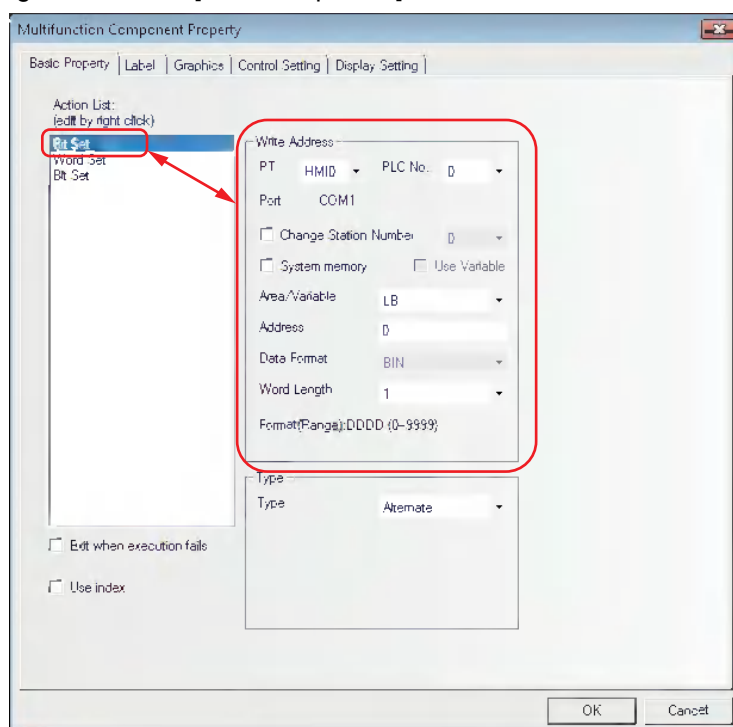 Multifunction Component Property
Basic Property Label Graphics Control Setting Display Setting
Action List:
(edit by right click)
Bit Set
Word Set
Bit Set
Write Address
PT HMI0 PLC No. 0
Port COM1
Change Station Number 0
System memory Use Variable
Area/Variable LB
Address 0
Data Format BIN
Word Length 1
Format(Range):DDDD (0~9999)
Type
Type Alternate
Exit when execution fails
Use index
OK Cancel